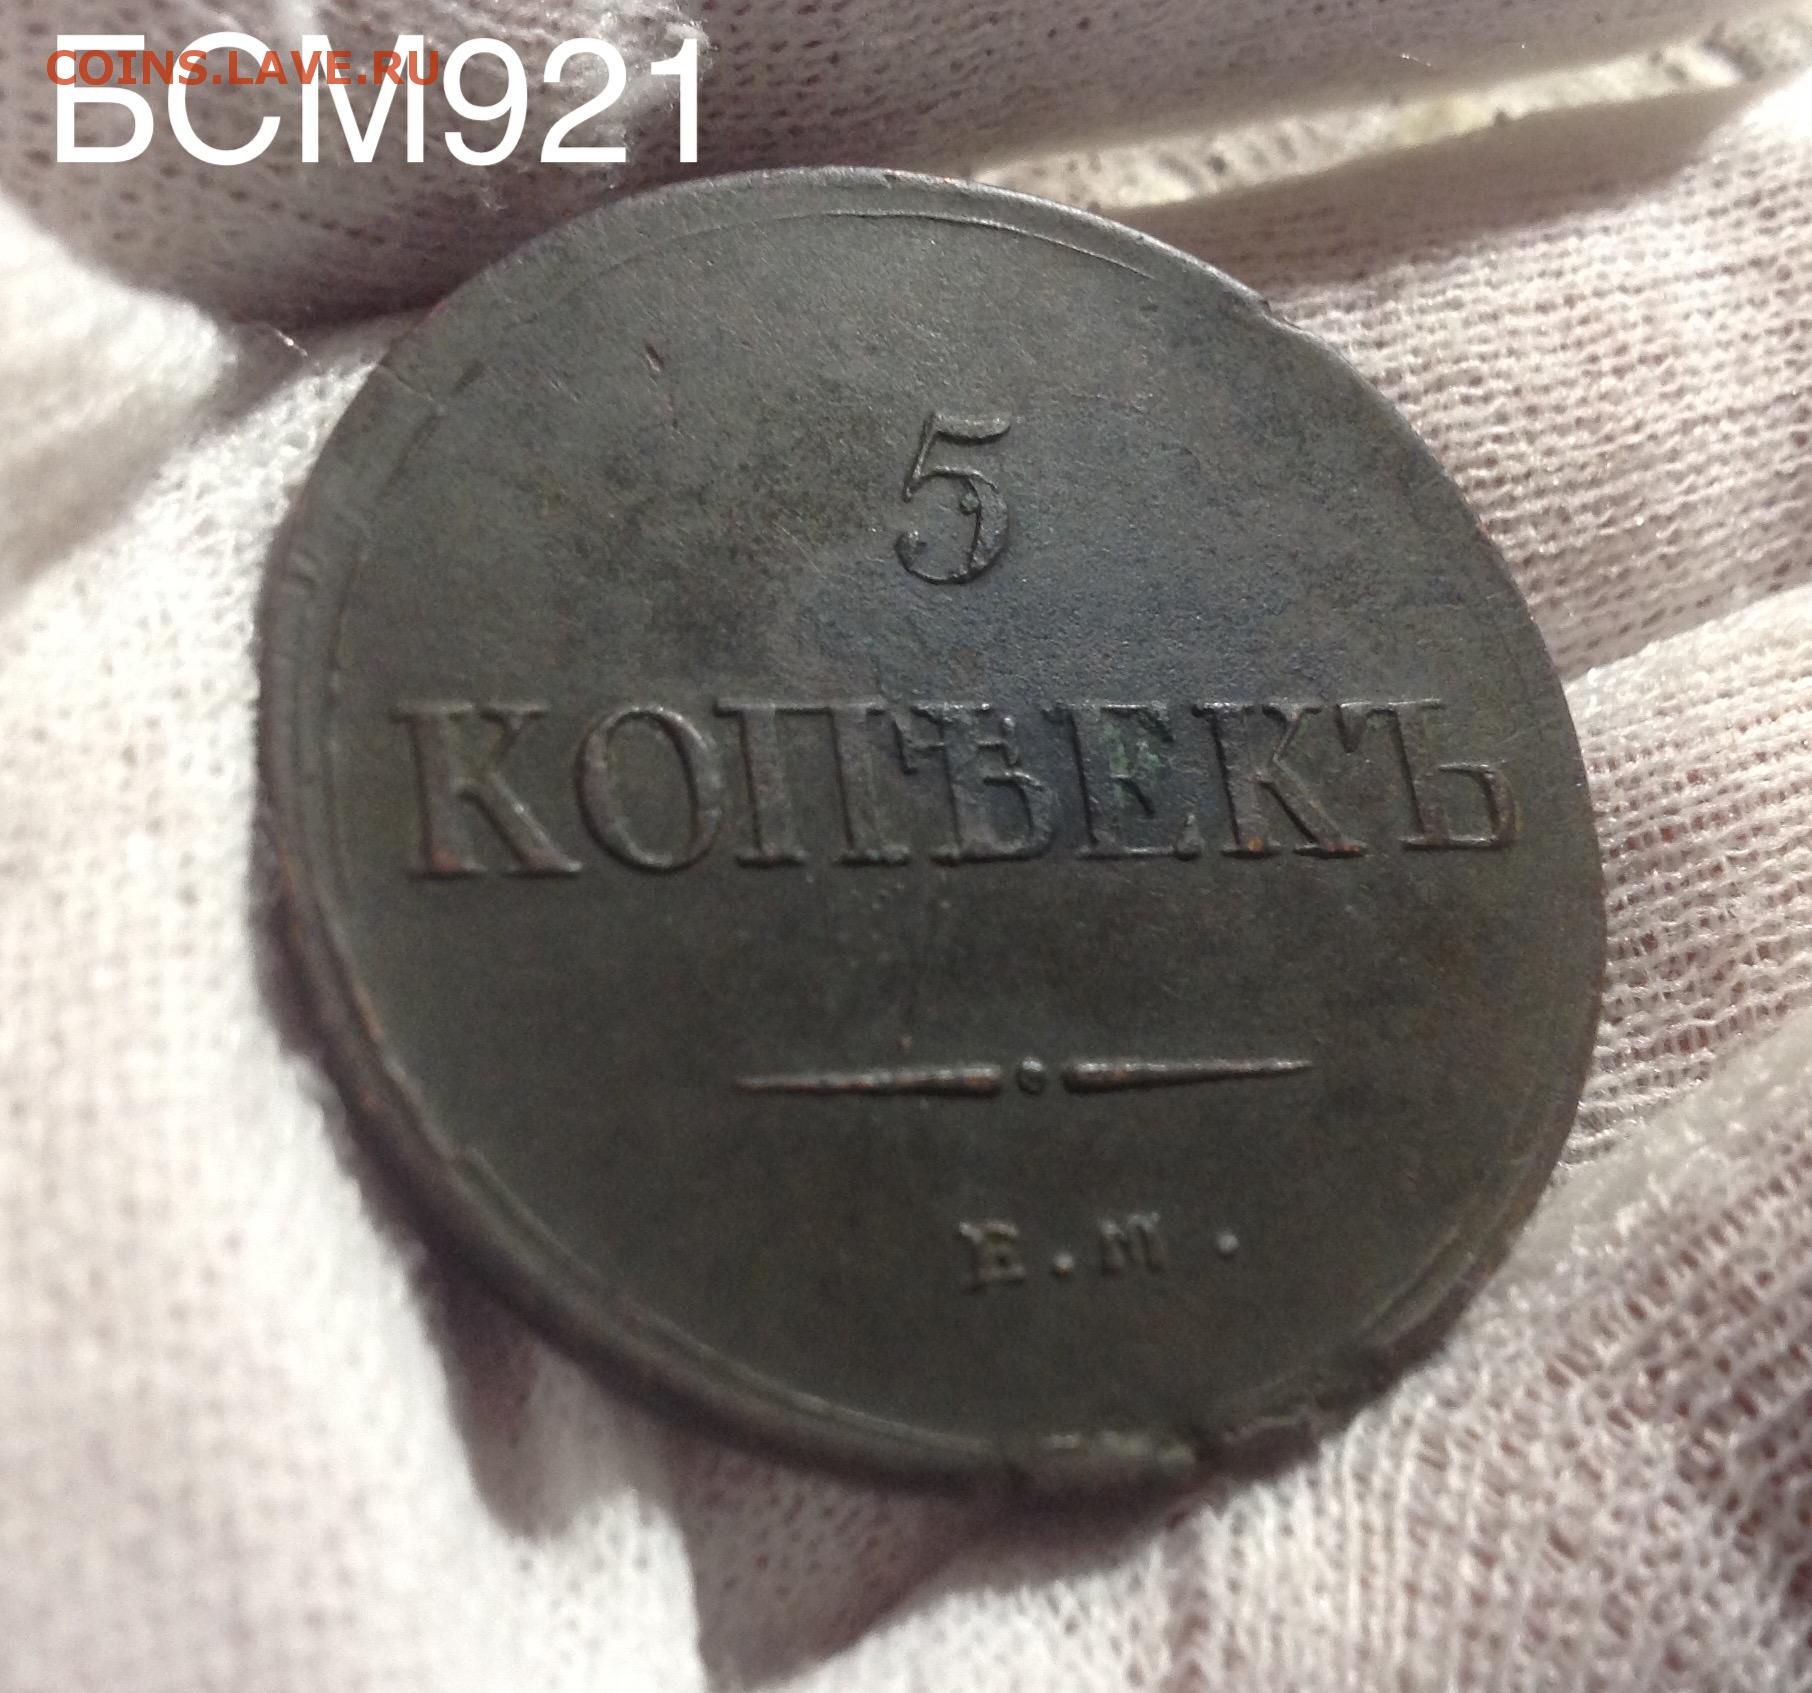 COINS.LAVE.RU
БСМ921
5
КОПѢЕКЪ
Е.М.